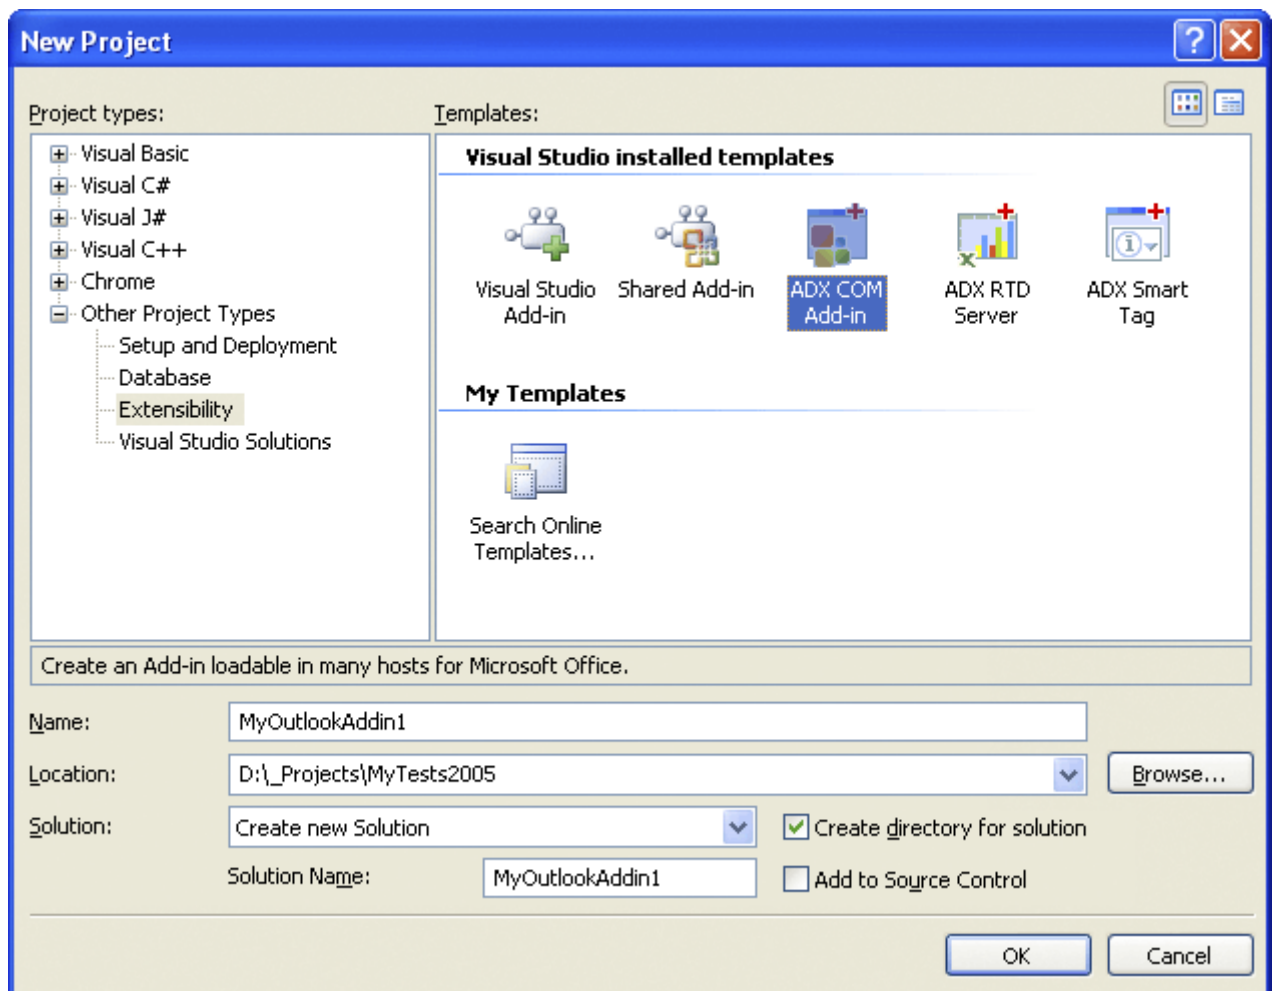 New Project
Project types:
Templates:
Visual Basic
Visual C#
Visual J#
Visual C++
Chrome
Other Project Types
Setup and Deployment
Database
Extensibility
Visual Studio Solutions
Visual Studio installed templates
Visual Studio
Add-in
Shared Add-in
ADX COM
Add-in
ADX RTD
Server
ADX Smart
Tag
My Templates
Search Online
Templates...
Create an Add-in loadable in many hosts for Microsoft Office.
Name:
MyOutlookAddin1
Location:
D:\_Projects\MyTests2005
Browse...
Solution:
Create new Solution
Create directory for solution
Solution Name:
MyOutlookAddin1
Add to Source Control
OK
Cancel